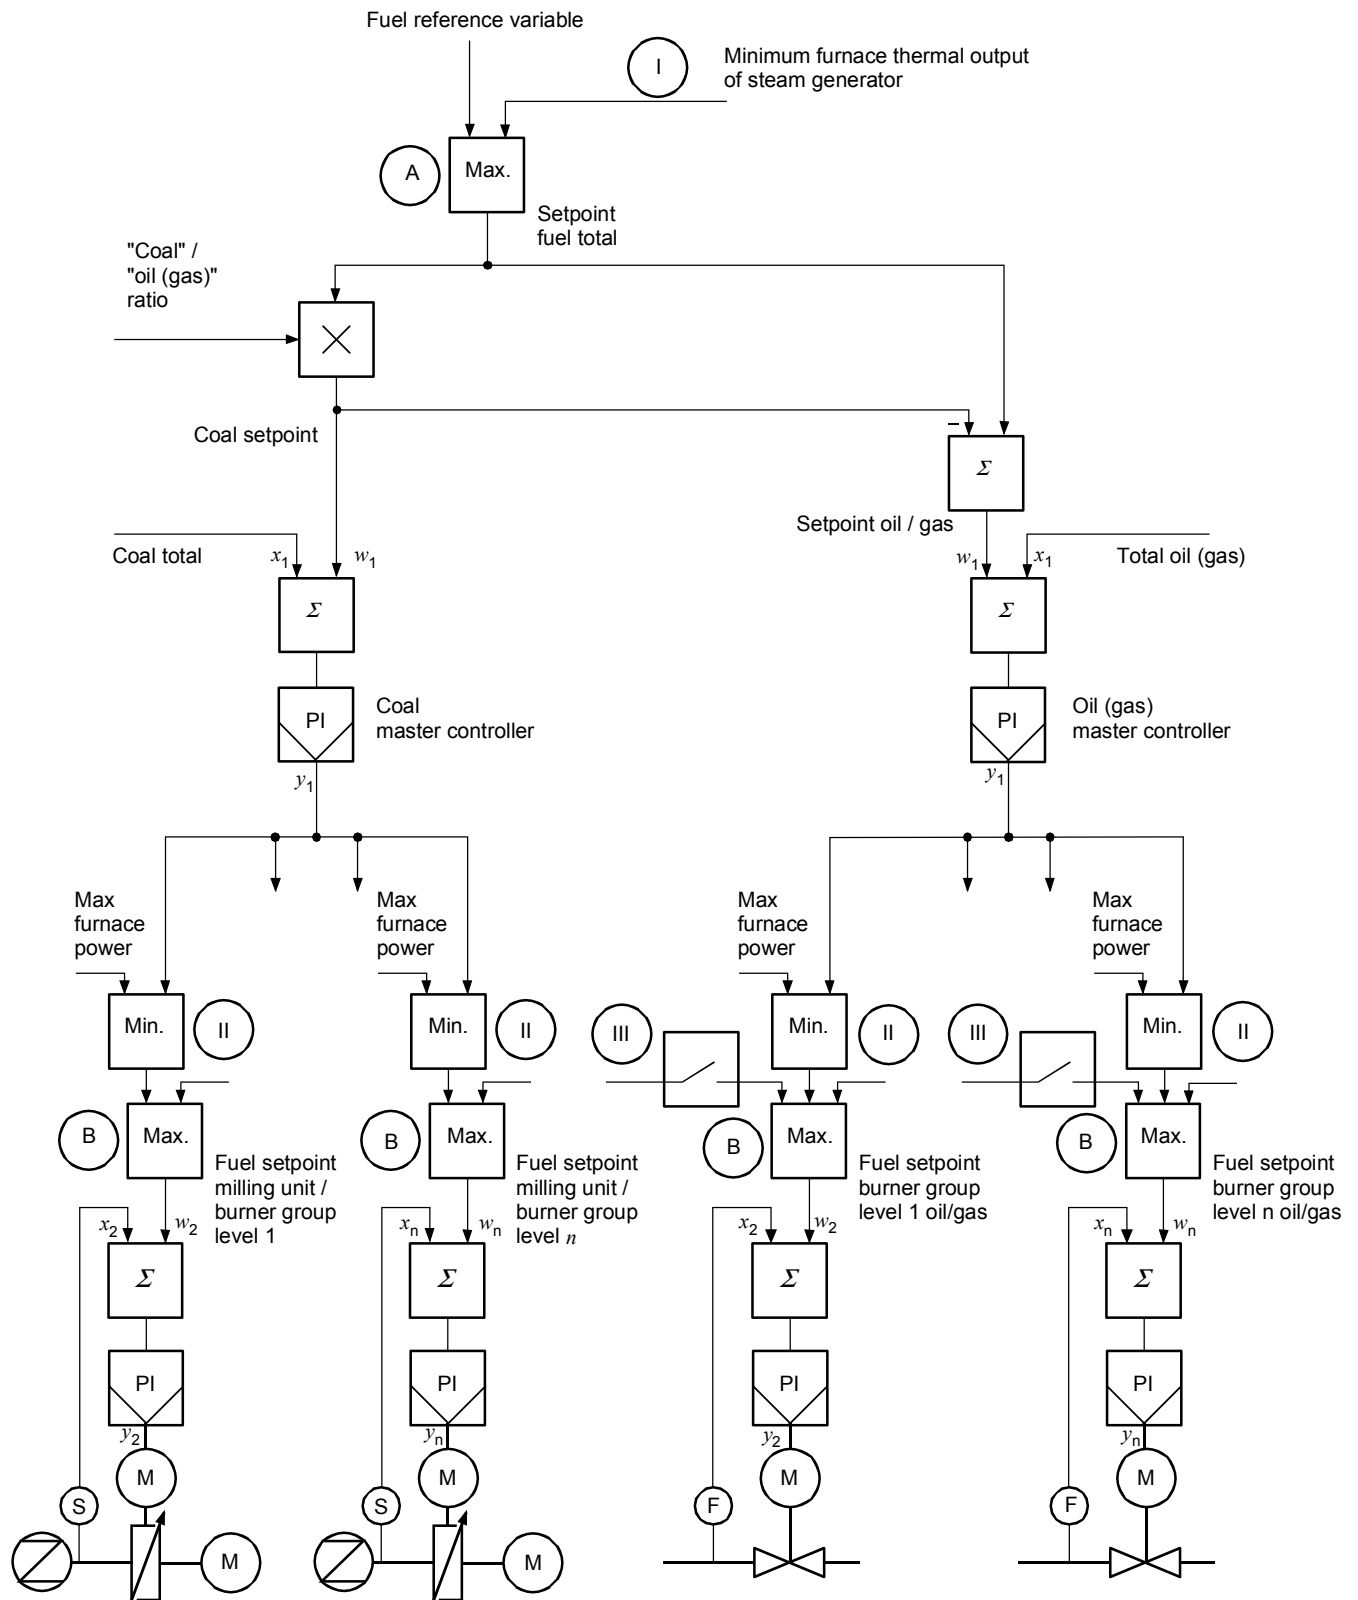 Fuel reference variable
I
Minimum furnace thermal output
of steam generator
A
Max.
Setpoint
fuel total
"Coal" /
"oil (gas)"
ratio
Coal setpoint
–
Σ
Setpoint oil / gas
Coal total
x1
w1
w1
x1
Total oil (gas)
Σ
Σ
PI
Coal
master controller
PI
Oil (gas)
master controller
y1
y1
Max
furnace
power
Max
furnace
power
Max
furnace
power
Max
furnace
power
Min.
II
Min.
II
III
Min.
II
III
Min.
II
B
Max.
B
Max.
B
Max.
B
Max.
Fuel setpoint
milling unit /
burner group
level 1
Fuel setpoint
milling unit /
burner group
level n
Fuel setpoint
burner group
level 1 oil/gas
Fuel setpoint
burner group
level n oil/gas
x2
w2
xn
wn
x2
w2
xn
wn
Σ
Σ
Σ
Σ
PI
PI
PI
PI
y2
yn
y2
yn
M
M
M
M
S
S
F
F
M
M